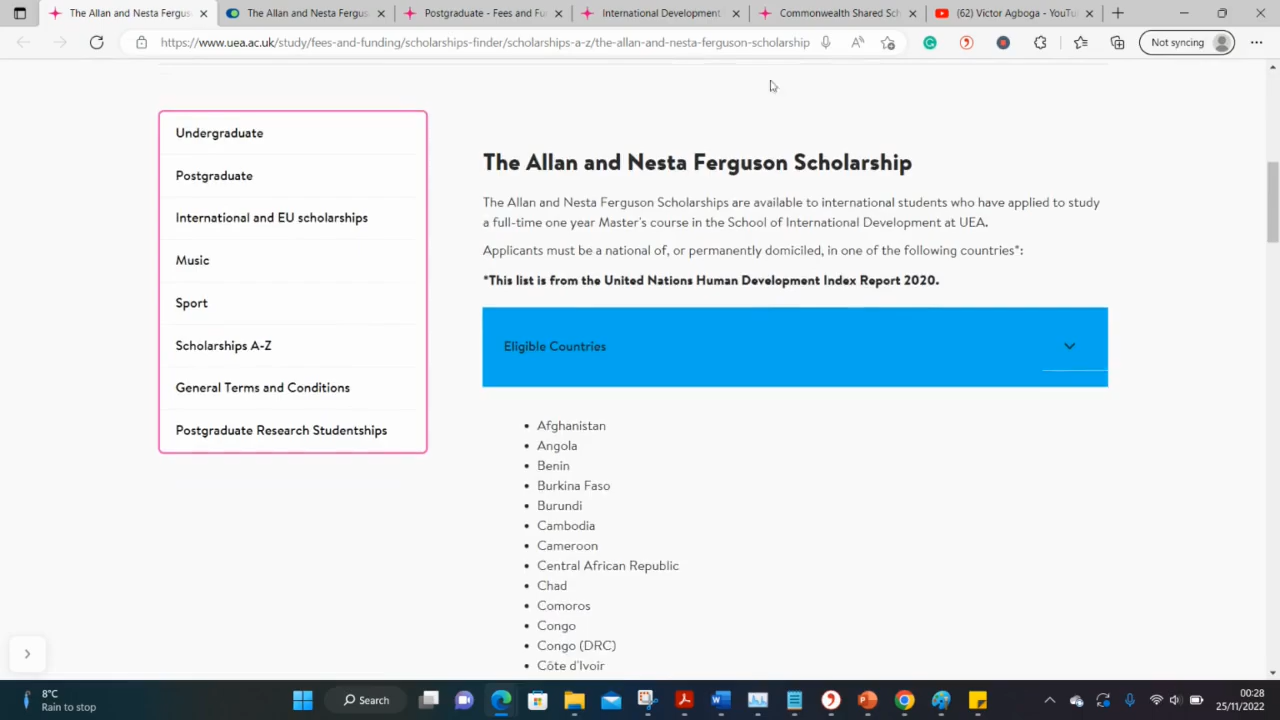 The Allan and Nesta Ferguson
The Allan and Nesta Ferguson
Postgraduate - Fees and Fun
International Development
Commonwealth Shared Sch
(62) Victor Agboga - YouTu
https://www.uea.ac.uk/study/fees-and-funding/scholarships-finder/scholarships-a-z/the-allan-and-nesta-ferguson-scholarship
Not syncing
Undergraduate
Postgraduate
International and EU scholarships
Music
Sport
Scholarships A-Z
General Terms and Conditions
Postgraduate Research Studentships
The Allan and Nesta Ferguson Scholarship
The Allan and Nesta Ferguson Scholarships are available to international students who have applied to study
a full-time one year Master's course in the School of International Development at UEA.
Applicants must be a national of, or permanently domiciled, in one of the following countries*:
*This list is from the United Nations Human Development Index Report 2020.
Eligible Countries
Afghanistan
Angola
Benin
Burkina Faso
Burundi
Cambodia
Cameroon
Central African Republic
Chad
Comoros
Congo
Congo (DRC)
Côte d'Ivoir
8°C
Rain to stop
Search
00:28
25/11/2022